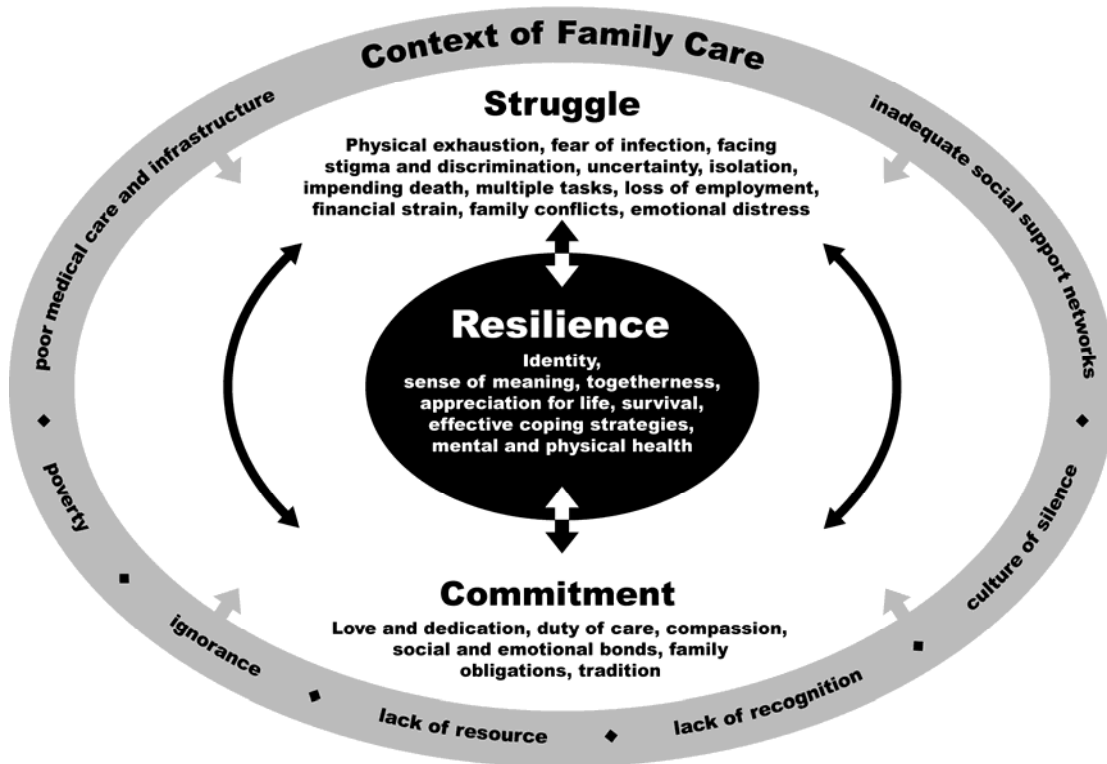 Context of Family Care
poor medical care and infrastructure
inadequate social support networks
Struggle
Physical exhaustion, fear of infection, facing
stigma and discrimination, uncertainty, isolation,
impending death, multiple tasks, loss of employment,
financial strain, family conflicts, emotional distress
Resilience
Identity,
sense of meaning, togetherness,
appreciation for life, survival,
effective coping strategies,
mental and physical health
Commitment
Love and dedication, duty of care, compassion,
social and emotional bonds, family
obligations, tradition
poverty
ignorance
lack of resource
lack of recognition
culture of silence